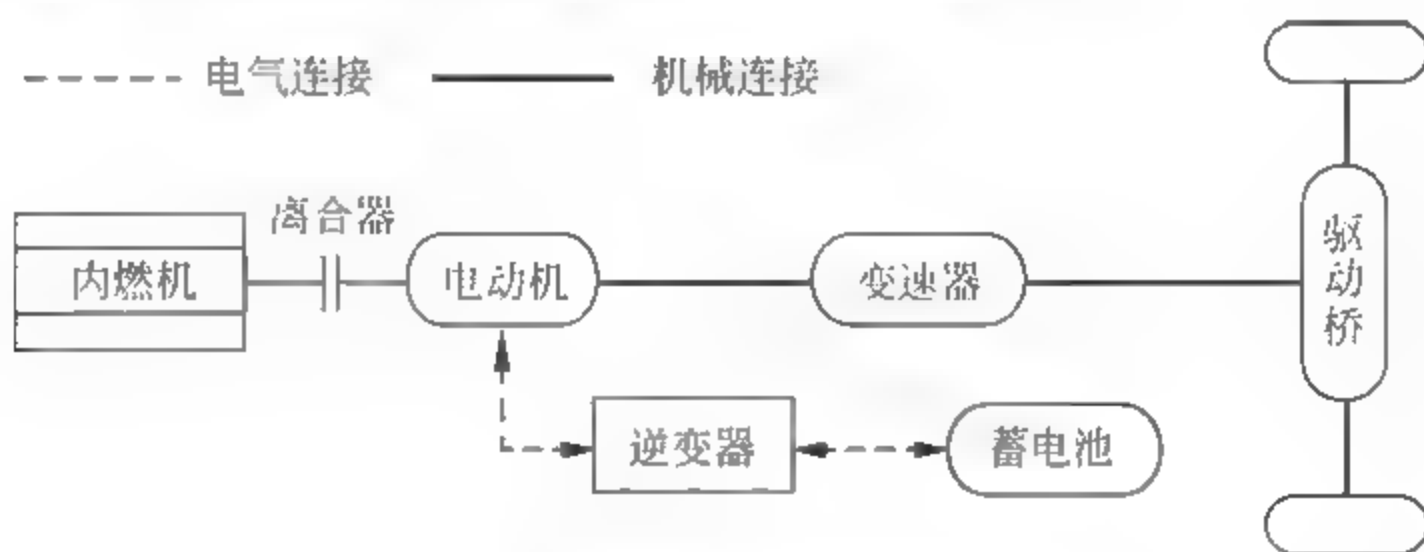 电气连接
机械连接
离合器
内燃机
电动机
变速器
驱动桥
逆变器
蓄电池